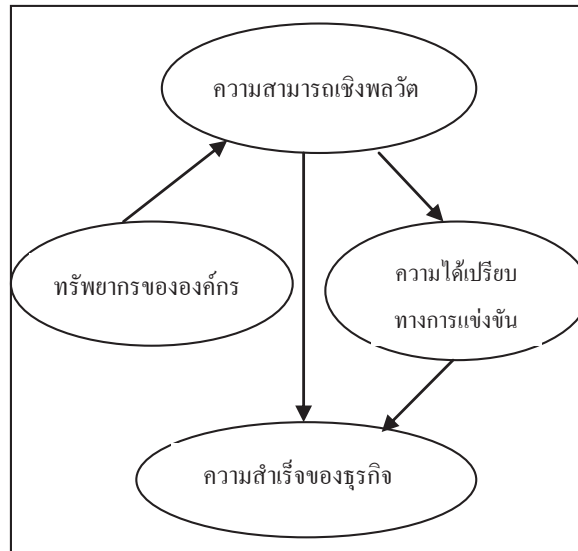 ความสามารถเชิงพลวัต
ทรัพยากรขององค์กร
ความได้เปรียบ
ทางการแข่งขัน
ความสำเร็จของธุรกิจ